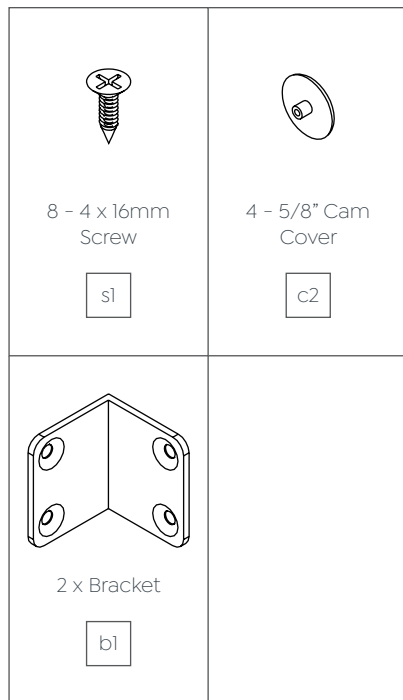 8 - 4 x 16mm
Screw
s1
4 - 5/8" Cam
Cover
c2
2 x Bracket
b1